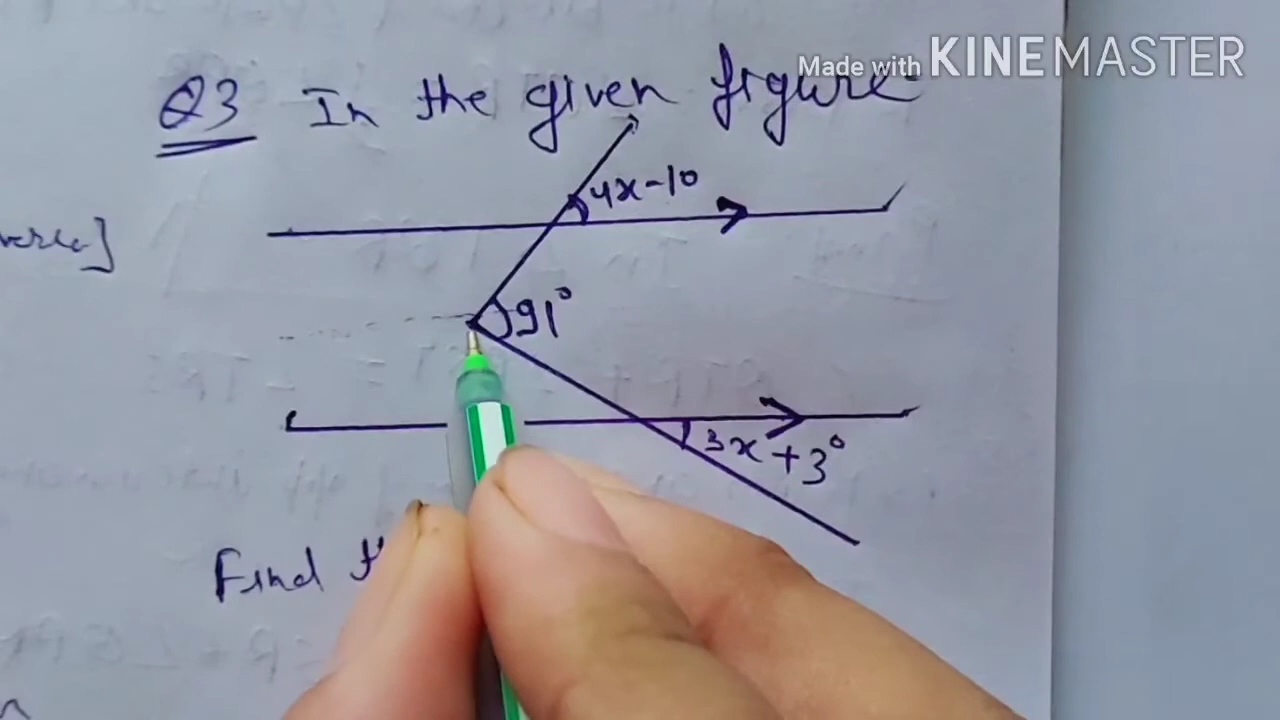 Made with KINEMASTER
Q3 In the given figure
4x-10
91°
3x+3°
Find